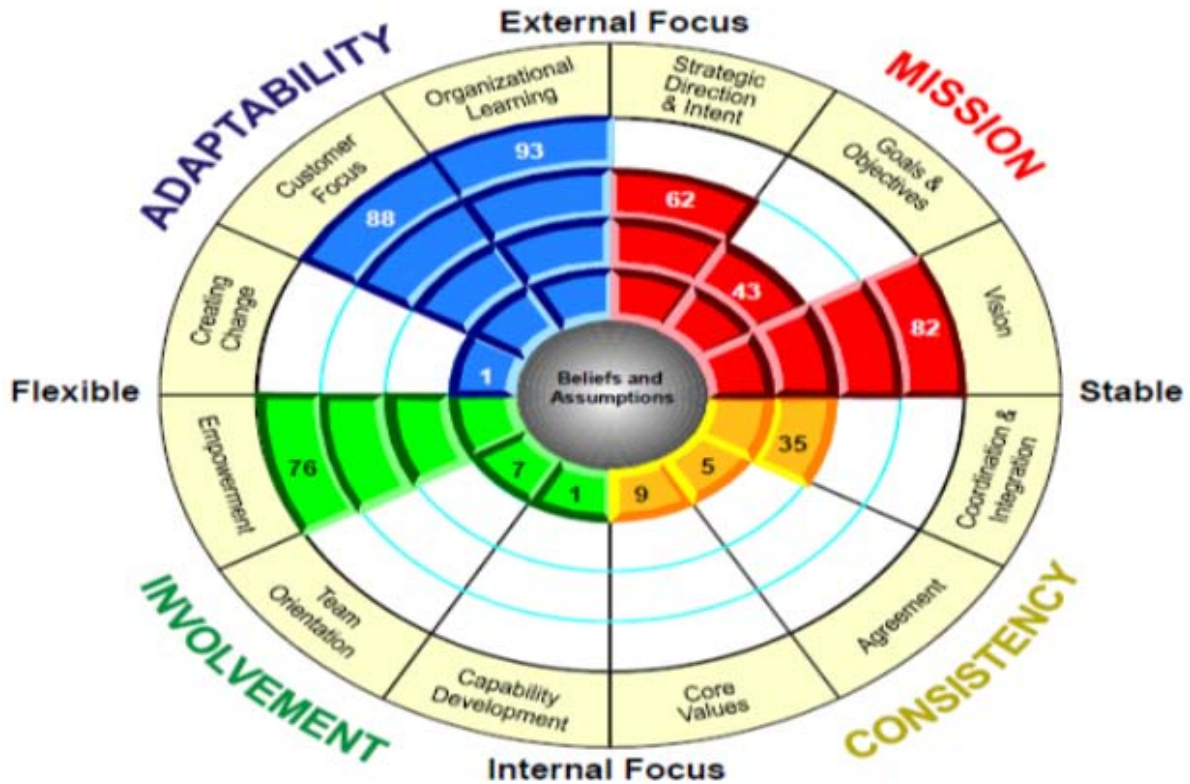 External Focus
ADAPTABILITY
MISSION
Organizational
Learning
Strategic
Direction
& Intent
Customer
Focus
Goals &
Objectives
93
62
88
Creating
Change
43
Vision
82
1
Flexible
Beliefs and
Assumptions
Stable
Empowerment
76
7
1
9
5
35
Coordination &
Integration
Team
Orientation
Agreement
Capability
Development
Core
Values
INVOLVEMENT
CONSISTENCY
Internal Focus